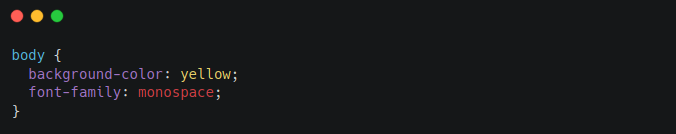 body {
  background-color: yellow;
  font-family: monospace;
}